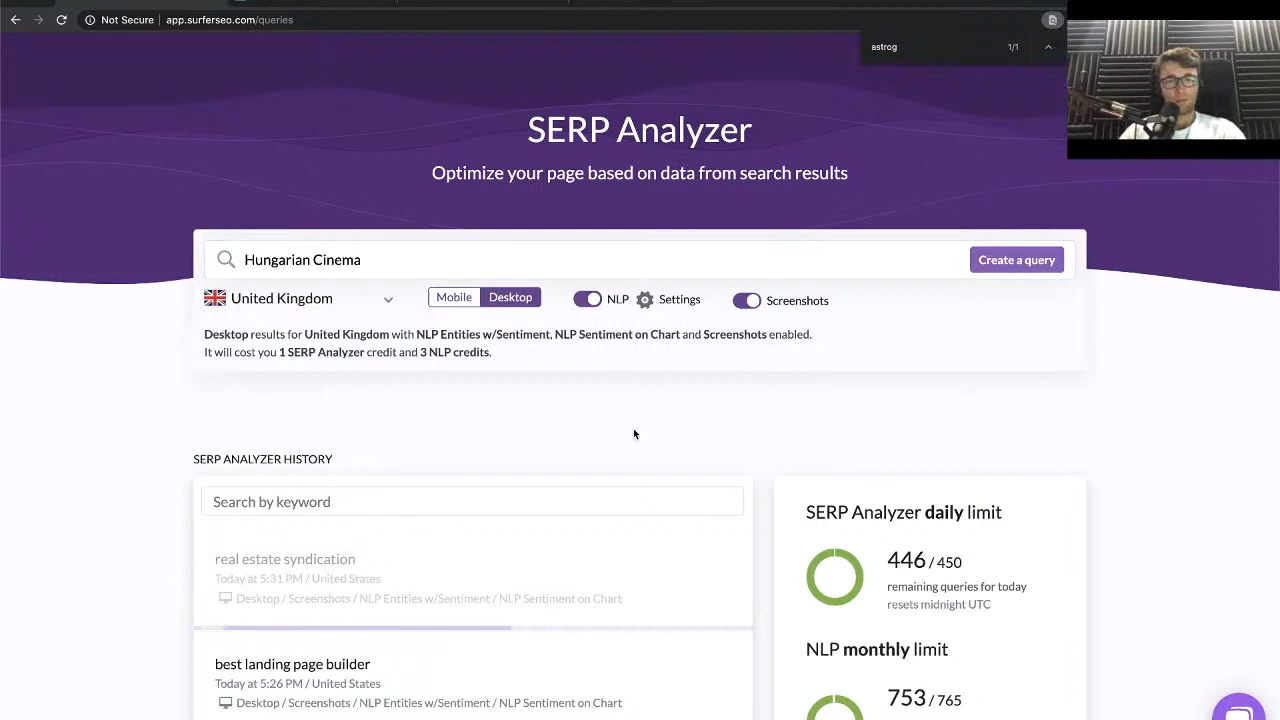 Not Secure
app.surferseo.com/queries
astrog
1/1
SERP Analyzer
Optimize your page based on data from search results
Hungarian Cinema
Create a query
United Kingdom
Mobile
Desktop
NLP
Settings
Screenshots
Desktop results for United Kingdom with NLP Entities w/Sentiment, NLP Sentiment on Chart and Screenshots enabled.
It will cost you 1 SERP Analyzer credit and 3 NLP credits.
SERP ANALYZER HISTORY
Search by keyword
real estate syndication
Today at 5:31 PM / United States
Desktop / Screenshots / NLP Entities w/Sentiment / NLP Sentiment on Chart
best landing page builder
Today at 5:26 PM / United States
Desktop / Screenshots / NLP Entities w/Sentiment / NLP Sentiment on Chart
SERP Analyzer daily limit
446 / 450
remaining queries for today
resets midnight UTC
NLP monthly limit
753 / 765